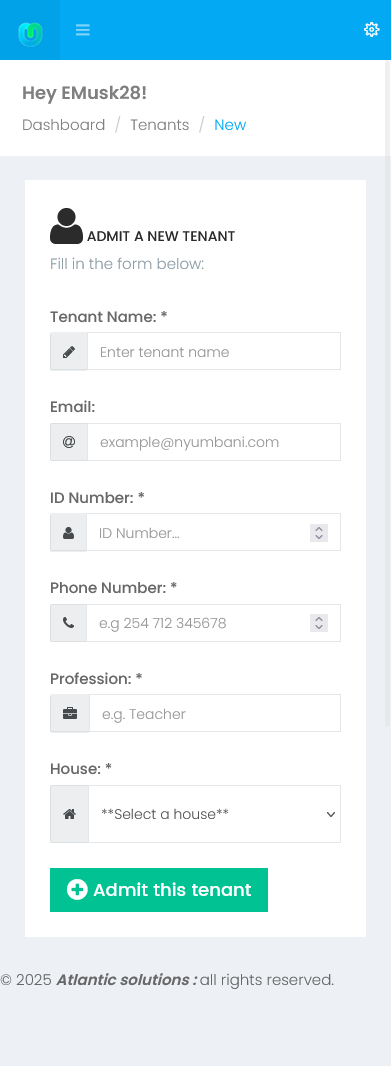 Hey EMusk28!
Dashboard / Tenants / New
ADMIT A NEW TENANT
Fill in the form below:
Tenant Name: *
Enter tenant name
Email:
example@nyumbani.com
ID Number: *
ID Number...
Phone Number: *
e.g 254 712 345678
Profession: *
e.g. Teacher
House: *
**Select a house**
Admit this tenant
© 2025 Atlantic solutions : all rights reserved.